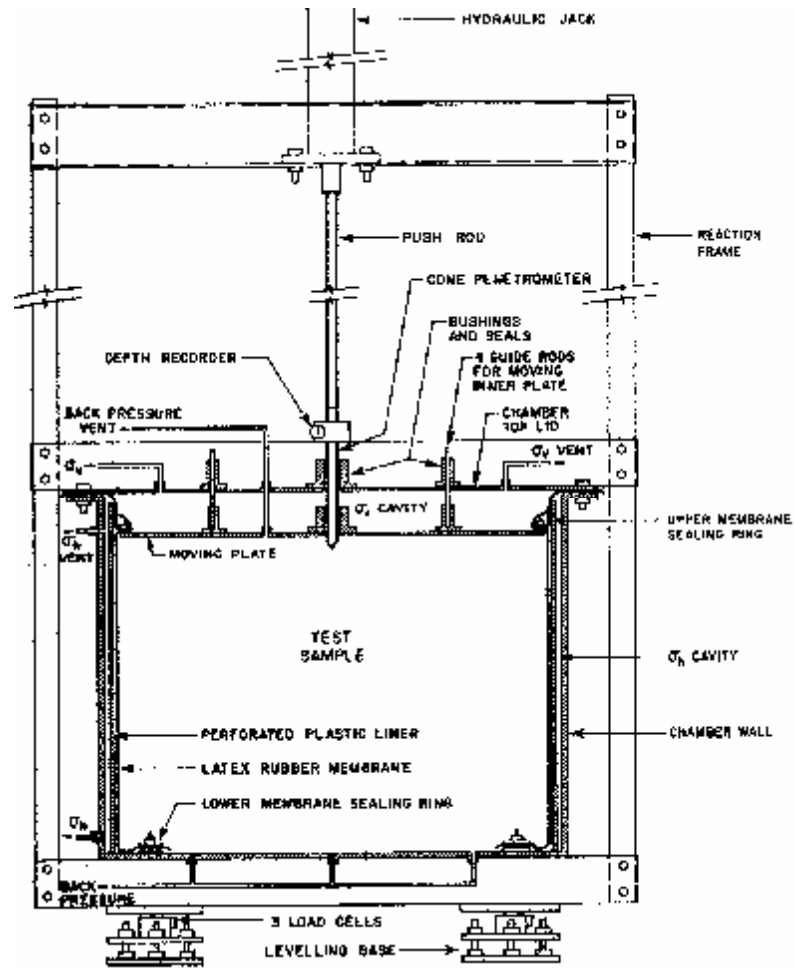 HYDRAULIC JACK
PUSH ROD
REACTION
FRAME
CONE PENETROMETER
BUSHINGS
AND SEALS
DEPTH RECORDER
4 GUIDE RODS
FOR MOVING
INNER PLATE
BACK PRESSURE
VENT
CHAMBER
TOP LID
σv
σv VENT
σv CAVITY
σh
VENT
MOVING PLATE
UPPER MEMBRANE
SEALING RING
TEST
SAMPLE
σh CAVITY
PERFORATED PLASTIC LINER
CHAMBER WALL
LATEX RUBBER MEMBRANE
LOWER MEMBRANE SEALING RING
σh
BACK
PRESSURE
3 LOAD CELLS
LEVELLING BASE